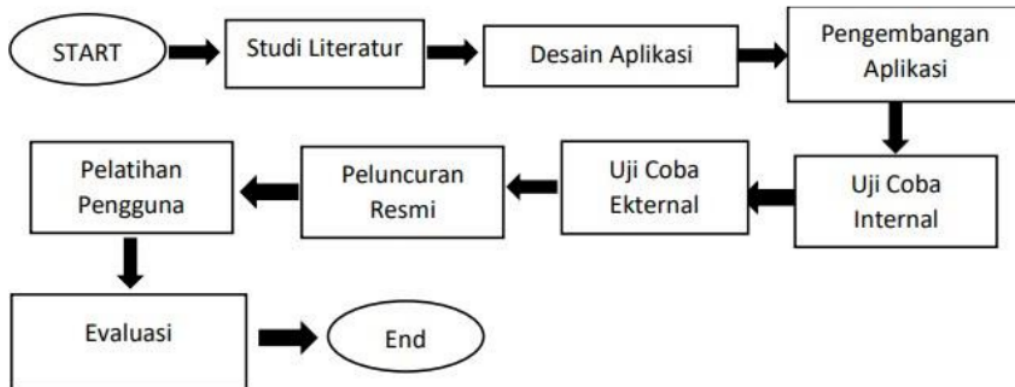 START
Studi Literatur
Desain Aplikasi
Pengembangan
Aplikasi
Uji Coba
Internal
Uji Coba
Ekternal
Peluncuran
Resmi
Pelatihan
Pengguna
Evaluasi
End